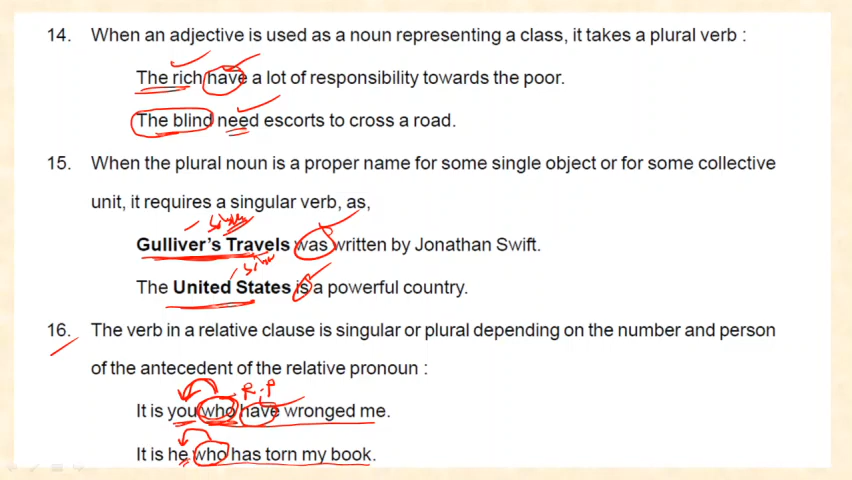 14. When an adjective is used as a noun representing a class, it takes a plural verb :
The rich have a lot of responsibility towards the poor.
The blind need escorts to cross a road.
15. When the plural noun is a proper name for some single object or for some collective
unit, it requires a singular verb, as,
Gulliver's Travels was written by Jonathan Swift.
The United States is a powerful country.
16. The verb in a relative clause is singular or plural depending on the number and person
of the antecedent of the relative pronoun :
R.P
It is you who have wronged me.
It is he who has torn my book.